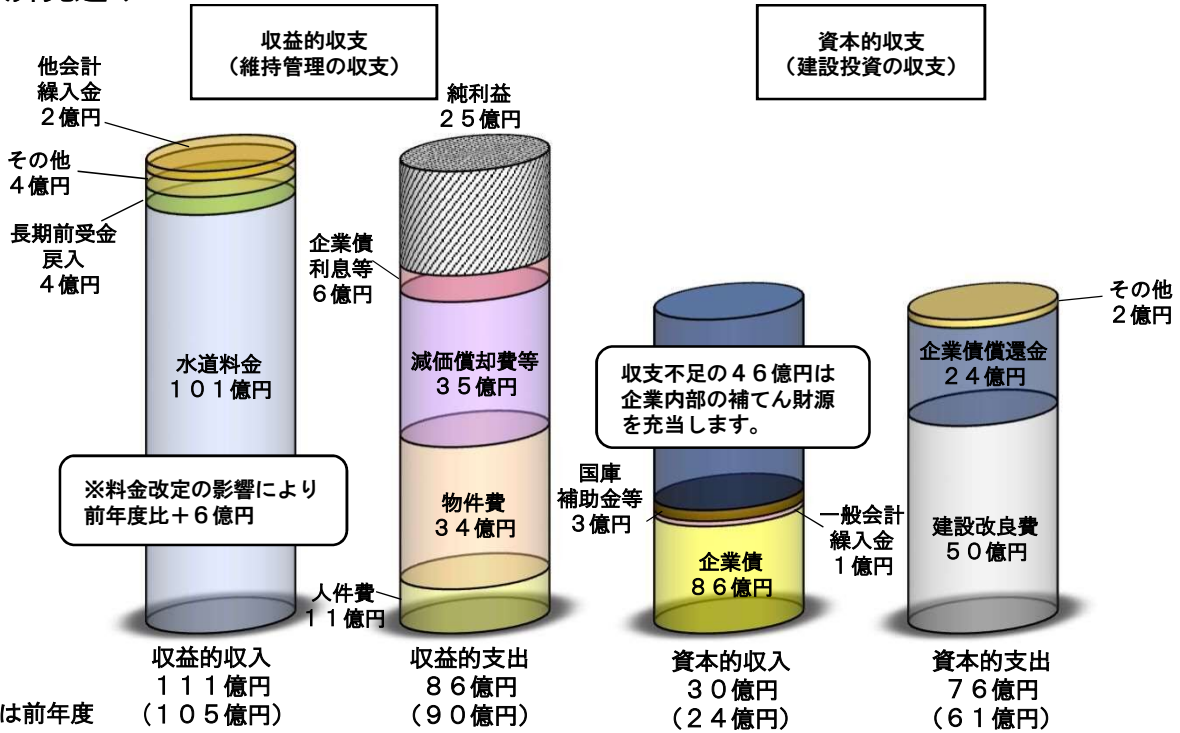 収益的収支
（維持管理の収支）
資本的収支
（建設投資の収支）
他会計
繰入金
２億円
その他
４億円
長期前受金
戻入
４億円
水道料金
１０１億円
※料金改定の影響により
前年度比＋６億円
収益的収入
１１１億円
（１０５億円）
純利益
２５億円
企業債
利息等
６億円
減価償却費等
３５億円
物件費
３４億円
人件費
１１億円
収益的支出
８６億円
（９０億円）
収支不足の４６億円は
企業内部の補てん財源
を充当します。
国庫
補助金等
３億円
一般会計
繰入金
１億円
企業債
８６億円
資本的収入
３０億円
（２４億円）
その他
２億円
企業債償還金
２４億円
建設改良費
５０億円
資本的支出
７６億円
（６１億円）
は前年度